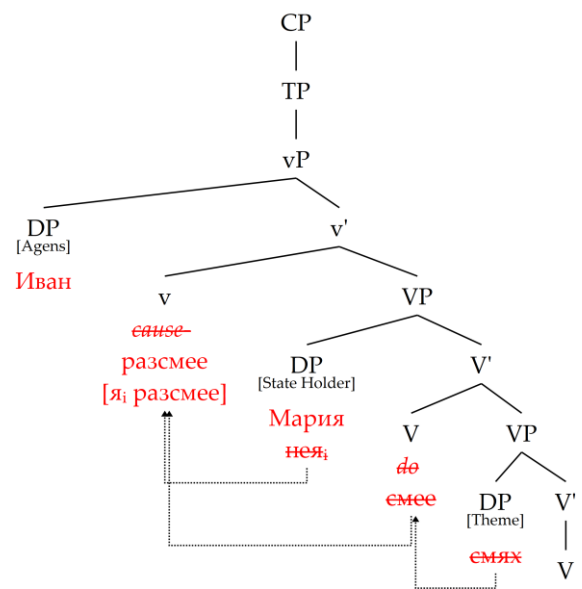 CP
TP
vP
DP
[Agens]
Иван
v'
v
cause-
разсмее
[яᵢ разсмее]
VP
DP
[State Holder]
Мария
неяᵢ
V'
V
do
смее
VP
DP
[Theme]
смях
V'
V